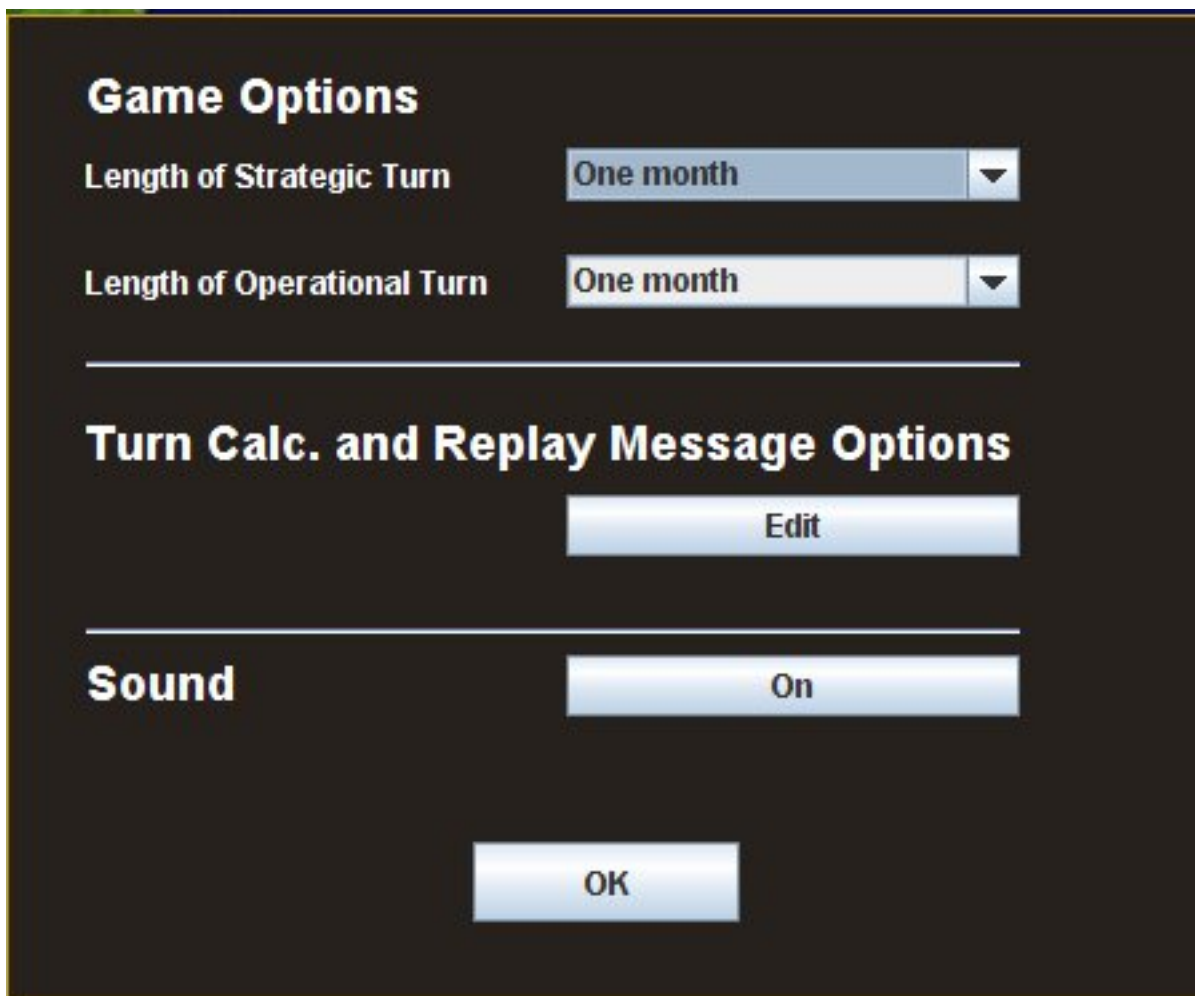 Game Options
Length of Strategic Turn One month
Length of Operational Turn One month
Turn Calc. and Replay Message Options
Edit
Sound On
OK